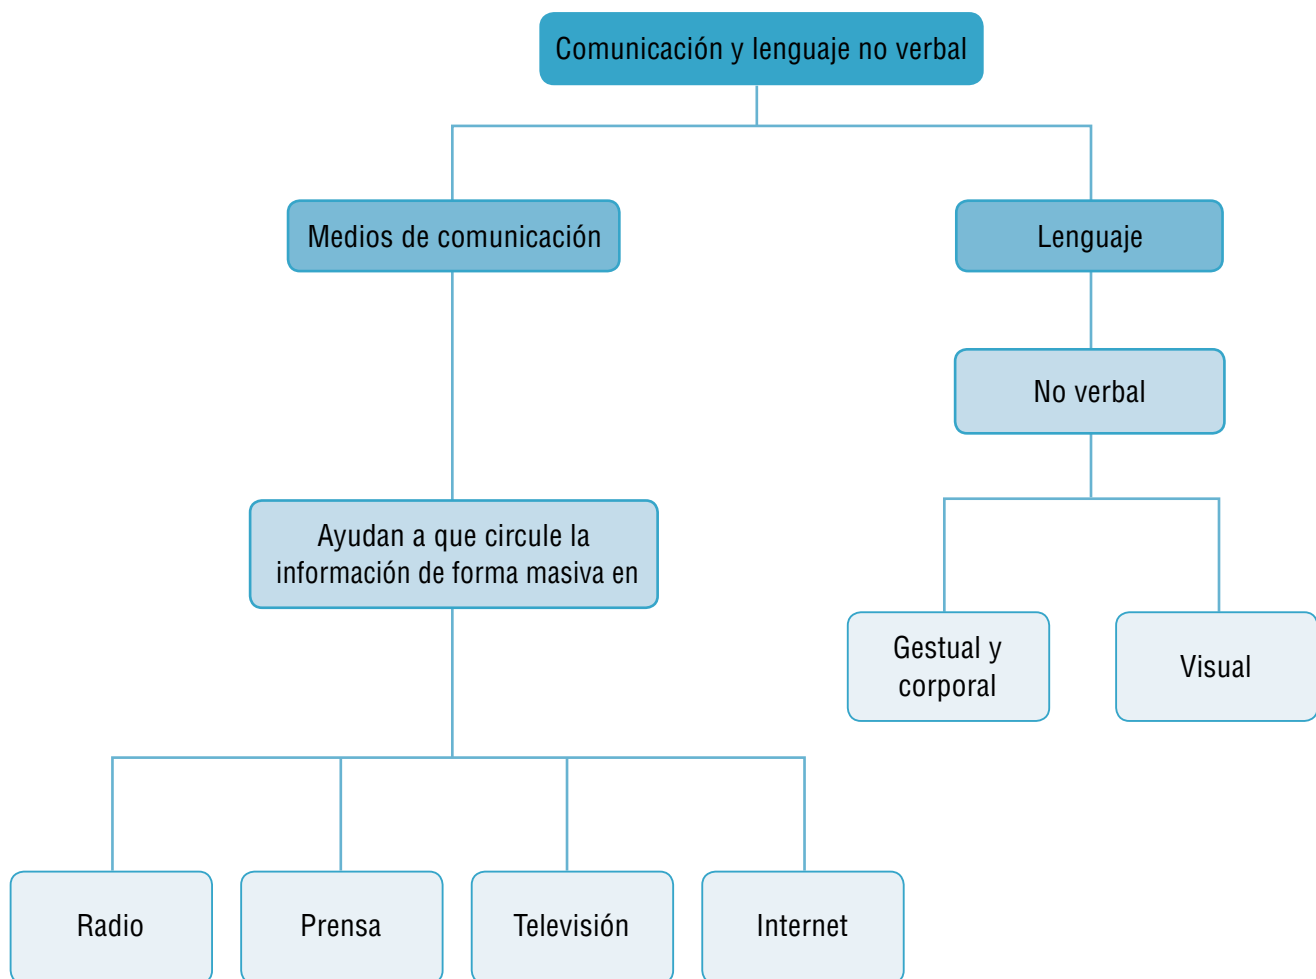 Comunicación y lenguaje no verbal
Medios de comunicación
Lenguaje
No verbal
Ayudan a que circule la
información de forma masiva en
Gestual y
corporal
Visual
Radio
Prensa
Televisión
Internet